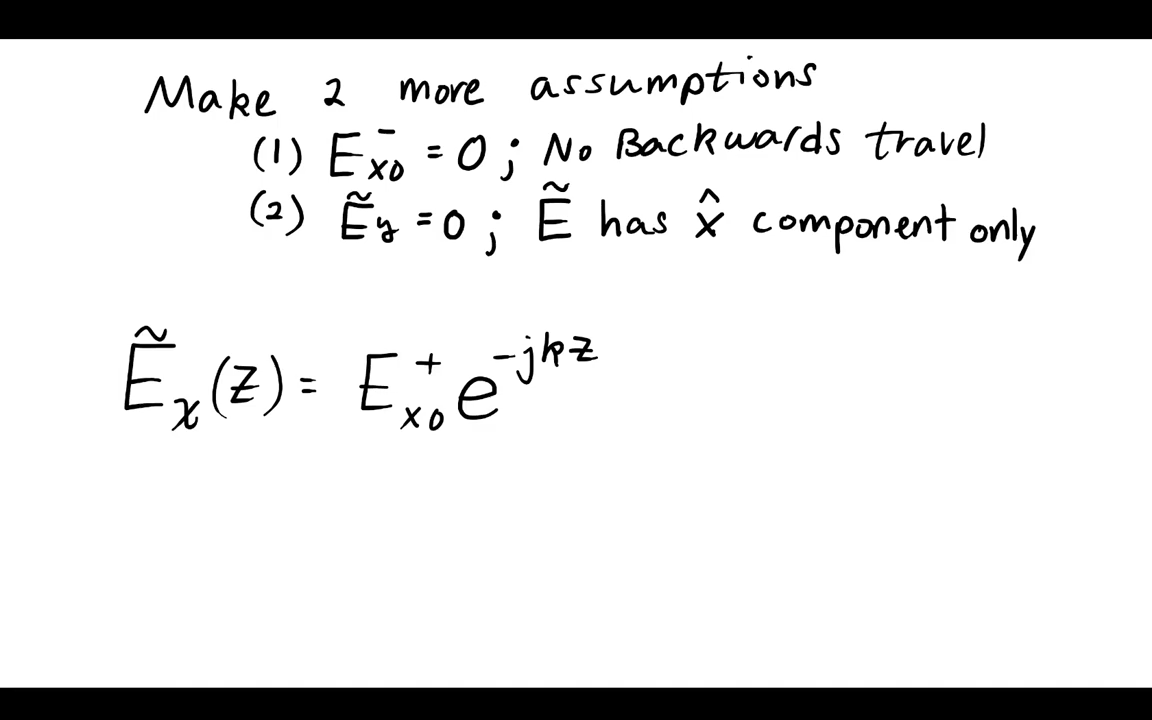 Make 2 more assumptions
(1) E⁻ₓ₀ = 0 ; No Backwards travel
(2) Ẽy = 0 ; Ẽ has x̂ component only
Ẽₓ(z) = E⁺ₓ₀ e^{-jkz}